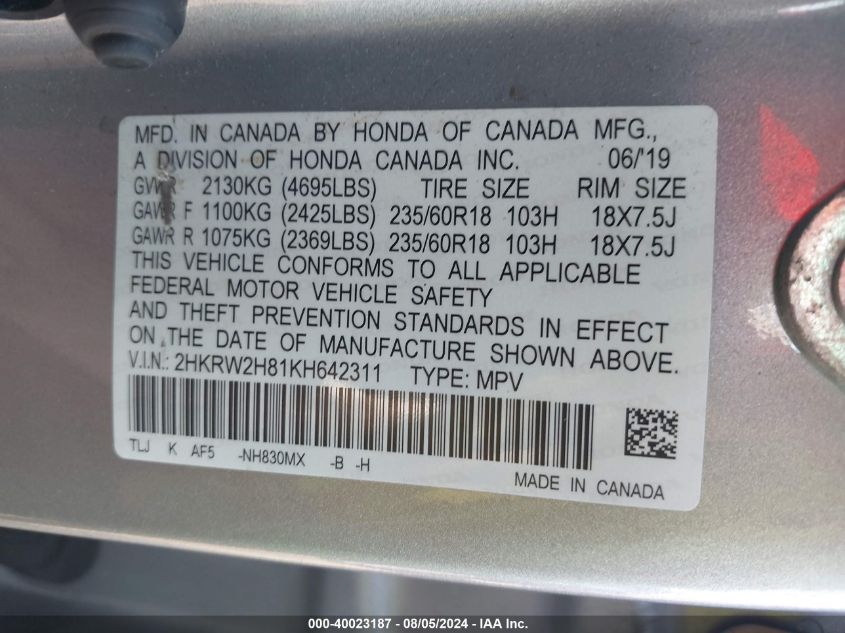 MFD. IN CANADA BY HONDA OF CANADA MFG.,
A DIVISION OF HONDA CANADA INC. 06/'19
GVWR 2130KG (4695LBS) TIRE SIZE RIM SIZE
GAWR F 1100KG (2425LBS) 235/60R18 103H 18X7.5J
GAWR R 1075KG (2369LBS) 235/60R18 103H 18X7.5J
THIS VEHICLE CONFORMS TO ALL APPLICABLE
FEDERAL MOTOR VEHICLE SAFETY
AND THEFT PREVENTION STANDARDS IN EFFECT
ON THE DATE OF MANUFACTURE SHOWN ABOVE.
V.I.N.: 2HKRW2H81KH642311 TYPE: MPV
TLJ K AF5 -NH830MX -B -H
MADE IN CANADA
000-40023187 - 08/05/2024 - IAA Inc.